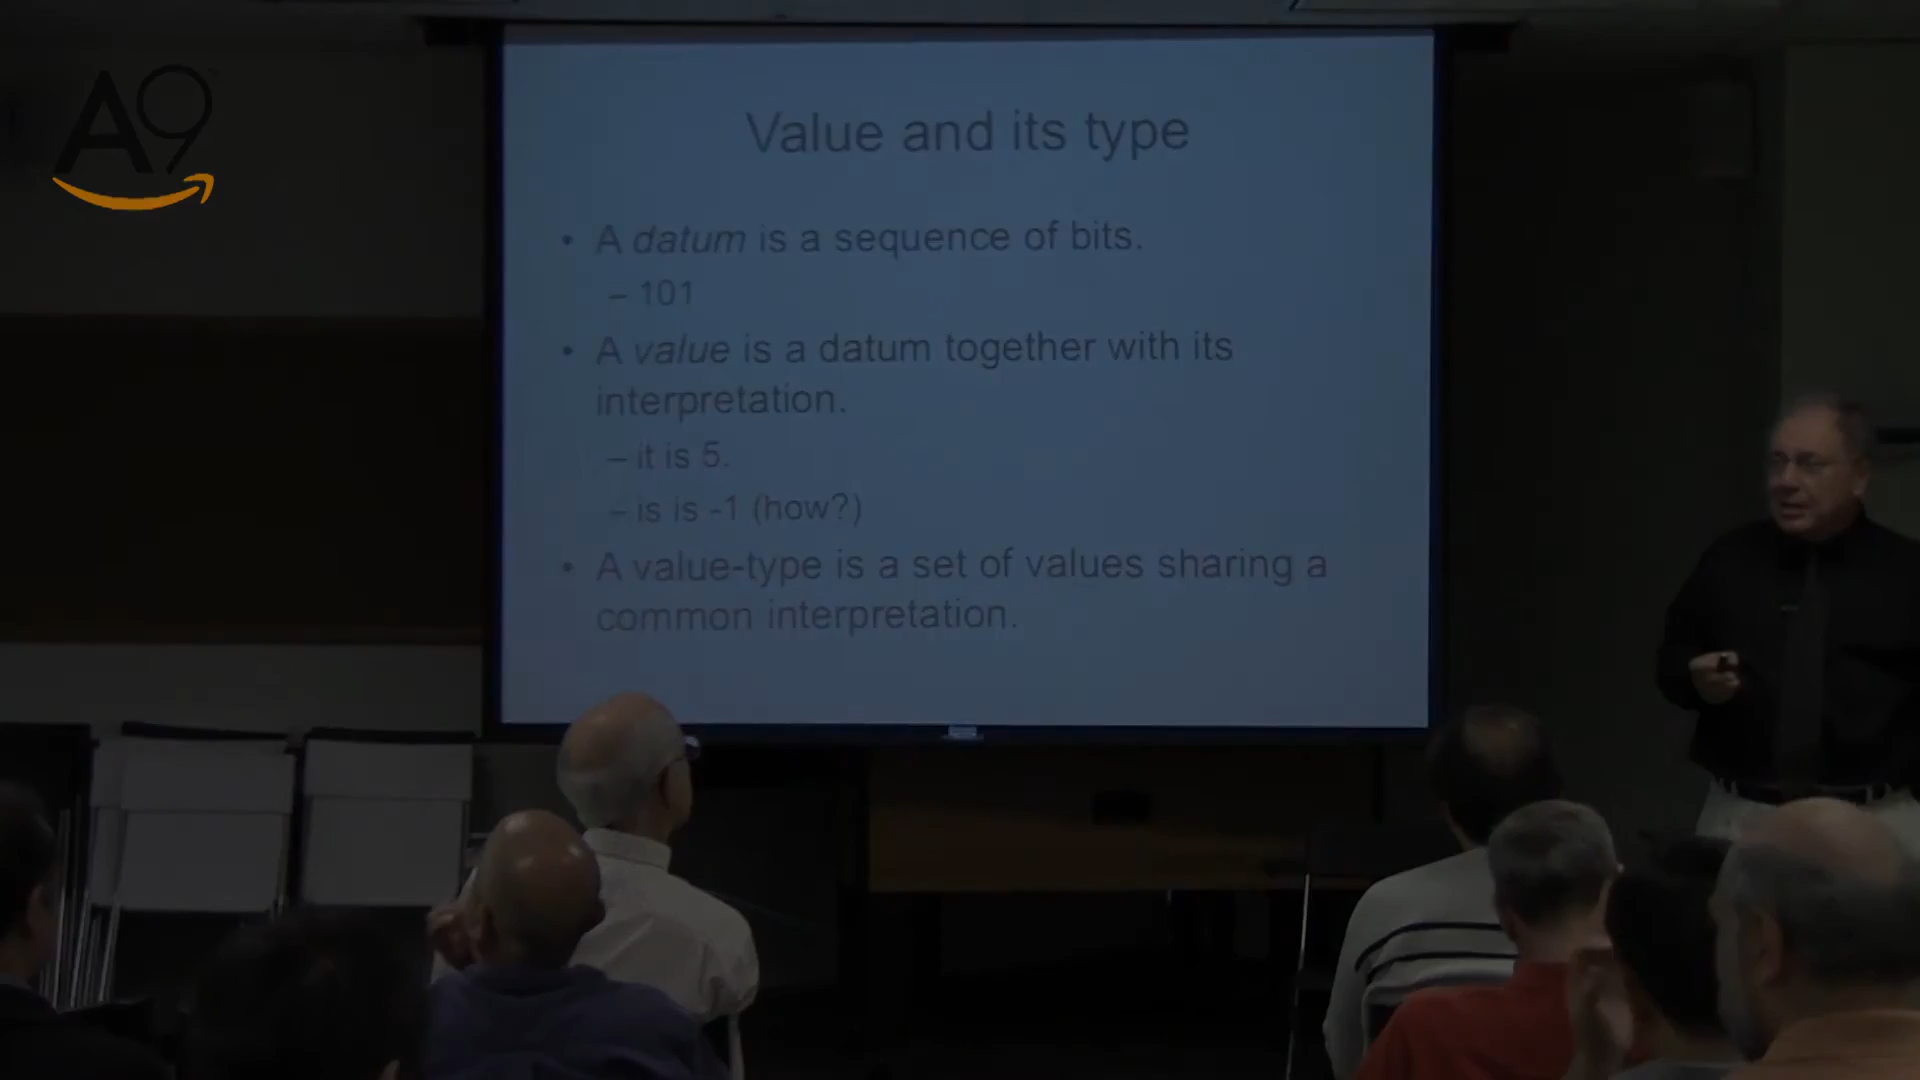 A9
Value and its type
• A datum is a sequence of bits.
– 101
• A value is a datum together with its
interpretation.
– it is 5.
– is is -1 (how?)
• A value-type is a set of values sharing a
common interpretation.